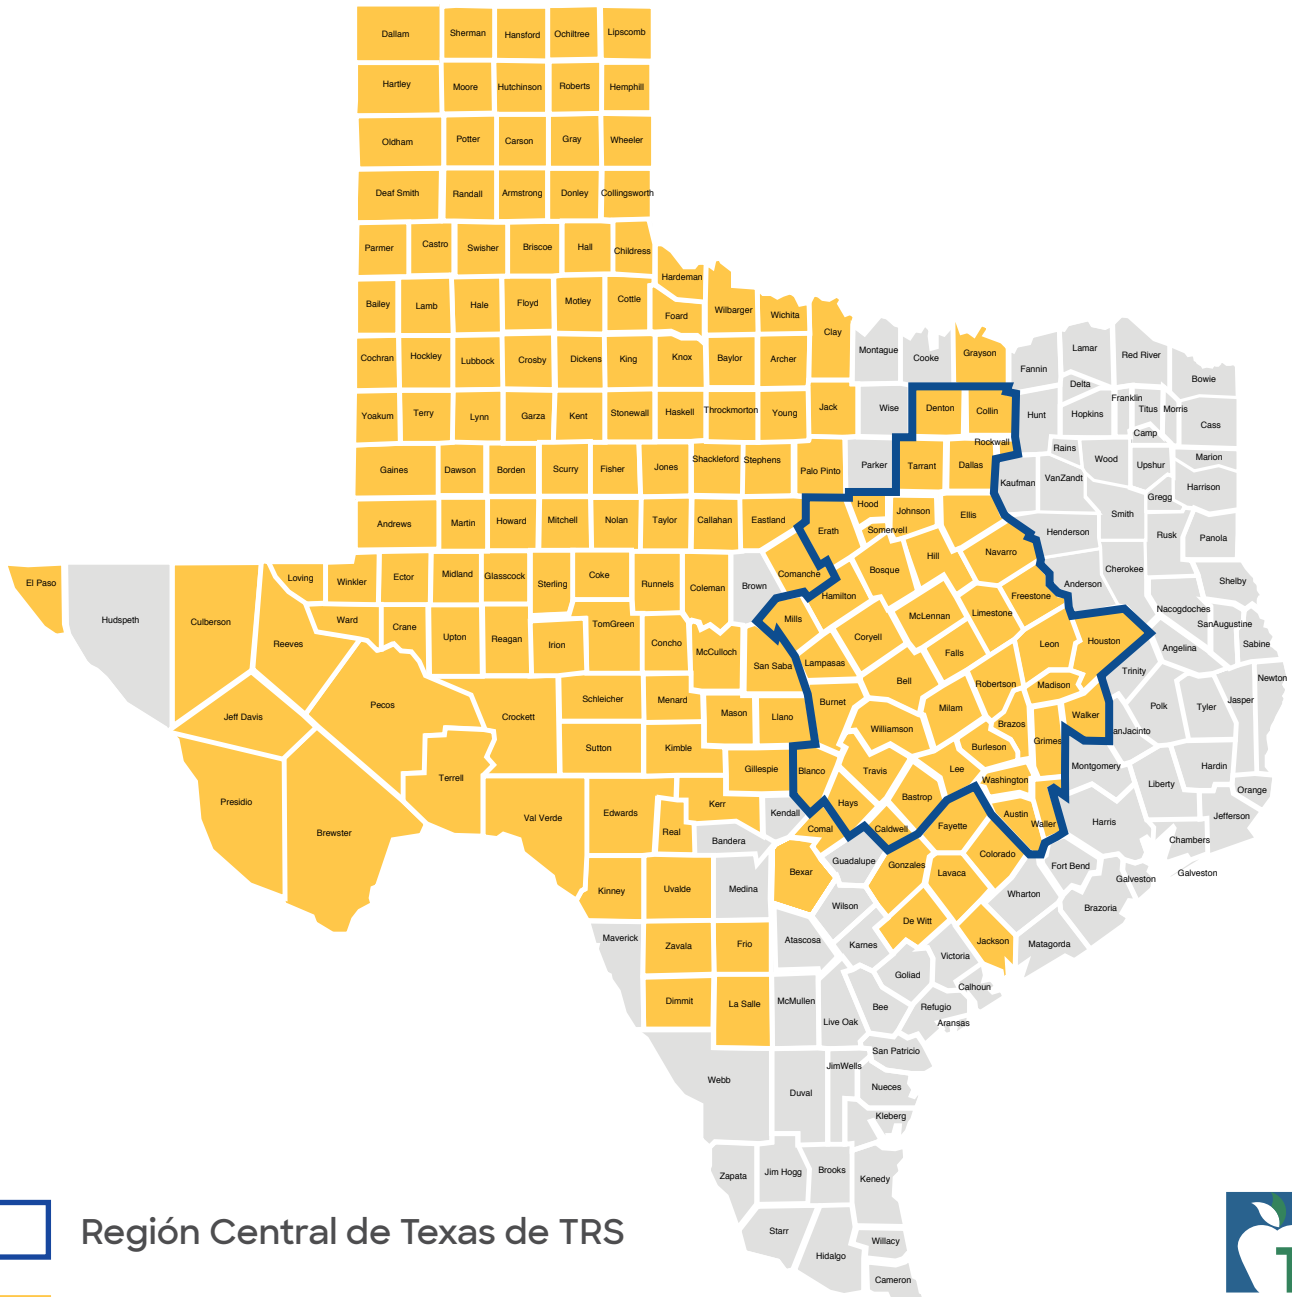 Dallam Sherman Hansford Ochiltree Lipscomb
Hartley Moore Hutchinson Roberts Hemphill
Oldham Potter Carson Gray Wheeler
Deaf Smith Randall Armstrong Donley Collingsworth
Parmer Castro Swisher Briscoe Hall Childress
Hardeman
Bailey Lamb Hale Floyd Motley Cottle Foard Wilbarger Wichita Clay
Cochran Hockley Lubbock Crosby Dickens King Knox Baylor Archer Montague Cooke Grayson Fannin Lamar Red River Bowie
Yoakum Terry Lynn Garza Kent Stonewall Haskell Throckmorton Young Jack Wise Denton Collin Hunt Delta Hopkins Franklin Titus Morris Cass
Camp
Gaines Dawson Borden Scurry Fisher Jones Shackleford Stephens Palo Pinto Parker Tarrant Dallas Rockwall Kaufman Rains VanZandt Wood Upshur Marion
Gregg Harrison
Andrews Martin Howard Mitchell Nolan Taylor Callahan Eastland Erath Hood Somervell Johnson Ellis Henderson Smith Rusk Panola
El Paso Hudspeth Culberson Loving Winkler Ector Midland Glasscock Sterling Coke Runnels Coleman Brown Comanche Hamilton Bosque Hill Navarro Freestone Anderson Cherokee Shelby
Reeves Ward Crane Upton Reagan Irion TomGreen Concho McCulloch San Saba Mills Lampasas Coryell McLennan Limestone Falls Leon Houston Nacogdoches SanAugustine Sabine
Angelina Trinity Newton
Jeff Davis Pecos Crockett Schleicher Menard Mason Llano Burnet Bell Milam Robertson Madison Walker Polk Tyler Jasper
Sutton Kimble Williamson Brazos Burleson Grimes anJacinto
Presidio Brewster Terrell Val Verde Edwards Kerr Gillespie Blanco Travis Lee Washington Montgomery Liberty Hardin Orange
Real Kendall Bandera Comal Hays Bastrop Caldwell Fayette Austin Waller Harris Jefferson Chambers
Kinney Uvalde Medina Bexar Guadalupe Gonzales Lavaca Colorado Fort Bend Galveston Galveston
Wilson Wharton Brazoria
Maverick Zavala Frio Atascosa Karnes De Witt Jackson Matagorda
Victoria
Goliad Calhoun
Dimmit La Salle McMullen Live Oak Bee Refugio Aransas
San Patricio
Webb Duval JimWells Nueces
Kleberg
Zapata Jim Hogg Brooks Kenedy
Starr Hidalgo Willacy
Cameron
Región Central de Texas de TRS
T